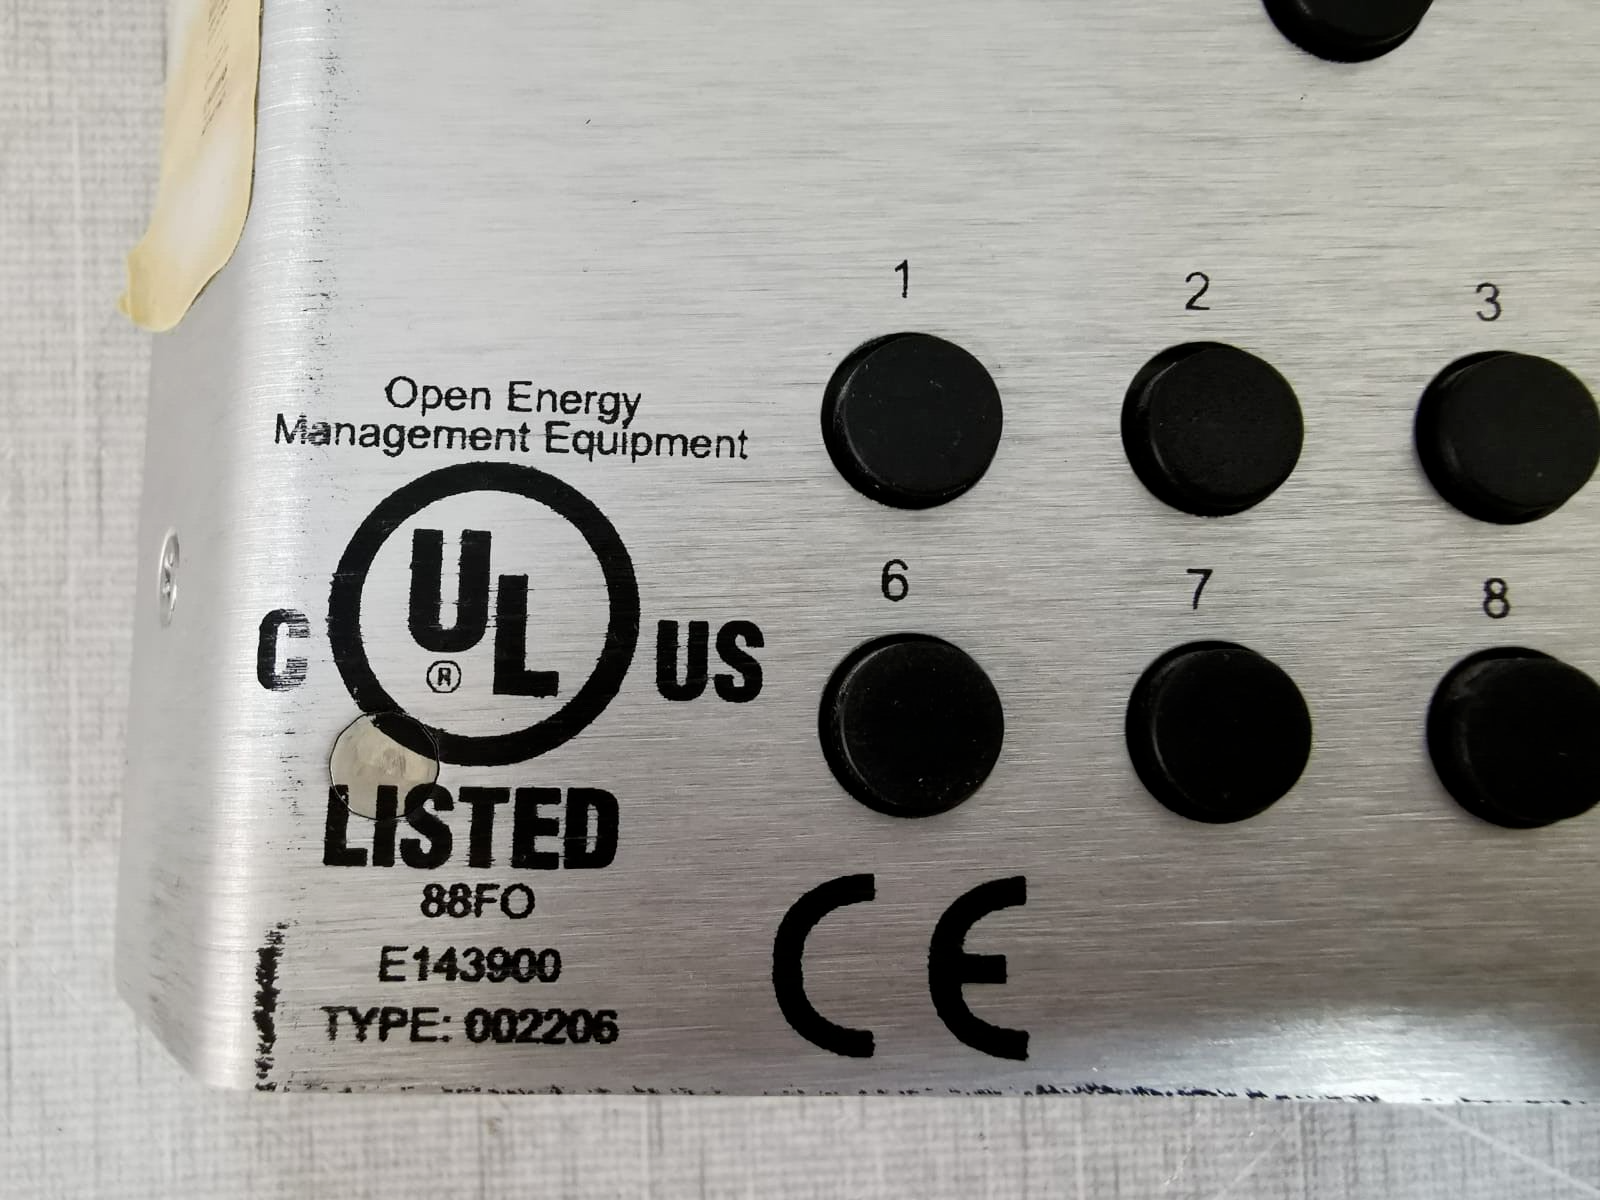 1 2 3
Open Energy
Management Equipment
6 7 8
C UL US
®
LISTED
88FO
E143900
TYPE: 002206
CE